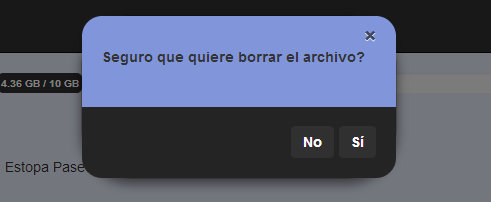 ×
Seguro que quiere borrar el archivo?
4.36 GB / 10 GB
No Sí
Estopa Pase